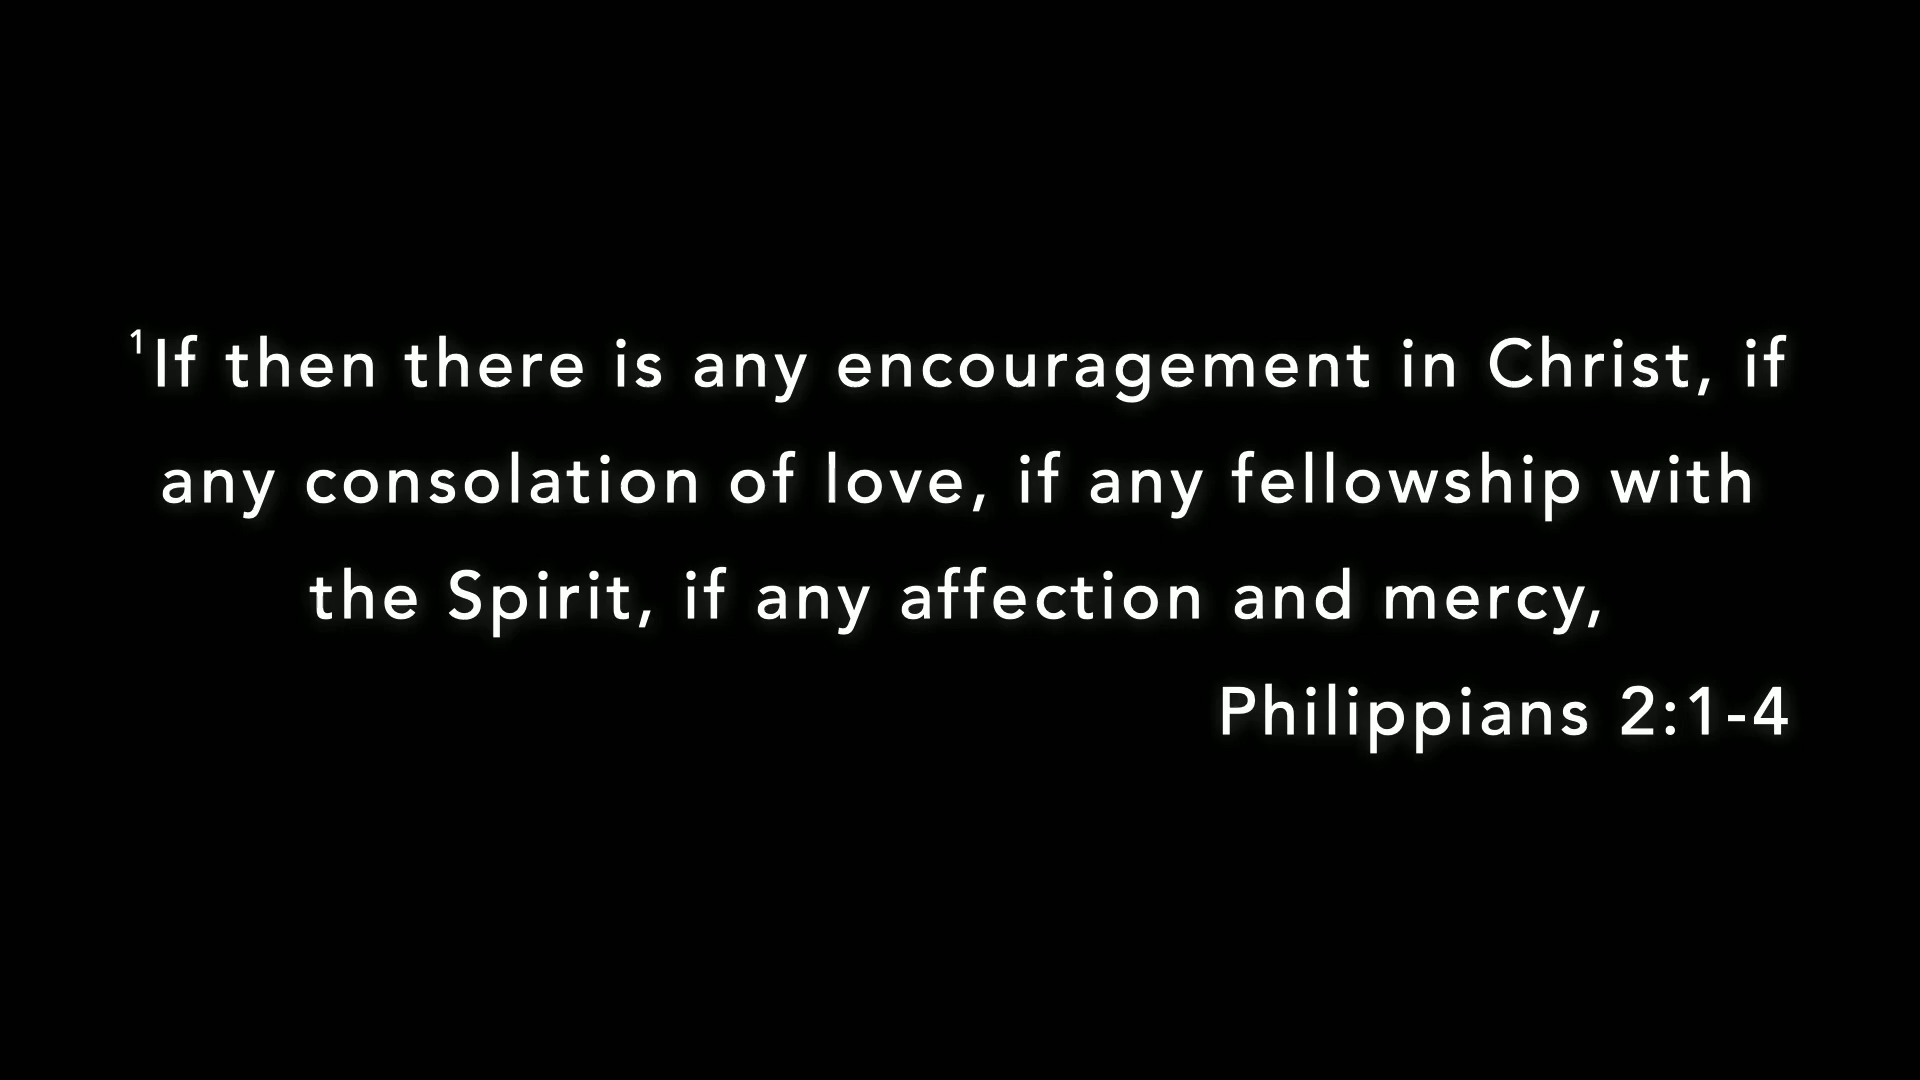 ¹If then there is any encouragement in Christ, if
any consolation of love, if any fellowship with
the Spirit, if any affection and mercy,
Philippians 2:1-4